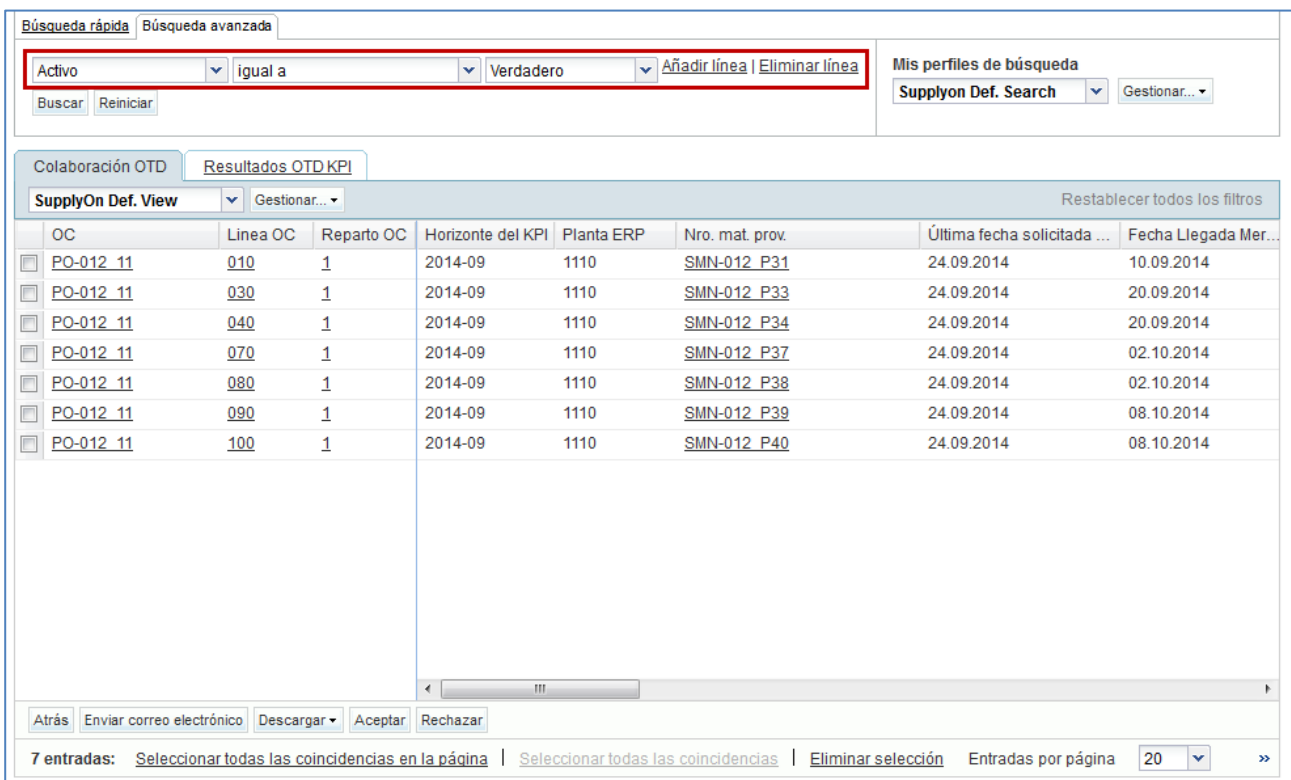 Búsqueda rápida Búsqueda avanzada
Activo igual a Verdadero Añadir línea | Eliminar línea
Buscar Reiniciar
Mis perfiles de búsqueda
Supplyon Def. Search Gestionar...
Colaboración OTD Resultados OTD KPI
SupplyOn Def. View Gestionar... Restablecer todos los filtros
OC Linea OC Reparto OC Horizonte del KPI Planta ERP Nro. mat. prov. Última fecha solicitada ... Fecha Llegada Mer...
PO-012_11 010 1 2014-09 1110 SMN-012_P31 24.09.2014 10.09.2014
PO-012_11 030 1 2014-09 1110 SMN-012_P33 24.09.2014 20.09.2014
PO-012_11 040 1 2014-09 1110 SMN-012_P34 24.09.2014 20.09.2014
PO-012_11 070 1 2014-09 1110 SMN-012_P37 24.09.2014 02.10.2014
PO-012_11 080 1 2014-09 1110 SMN-012_P38 24.09.2014 02.10.2014
PO-012_11 090 1 2014-09 1110 SMN-012_P39 24.09.2014 08.10.2014
PO-012_11 100 1 2014-09 1110 SMN-012_P40 24.09.2014 08.10.2014
Atrás Enviar correo electrónico Descargar Aceptar Rechazar
7 entradas: Seleccionar todas las coincidencias en la página | Seleccionar todas las coincidencias | Eliminar selección Entradas por página 20 »